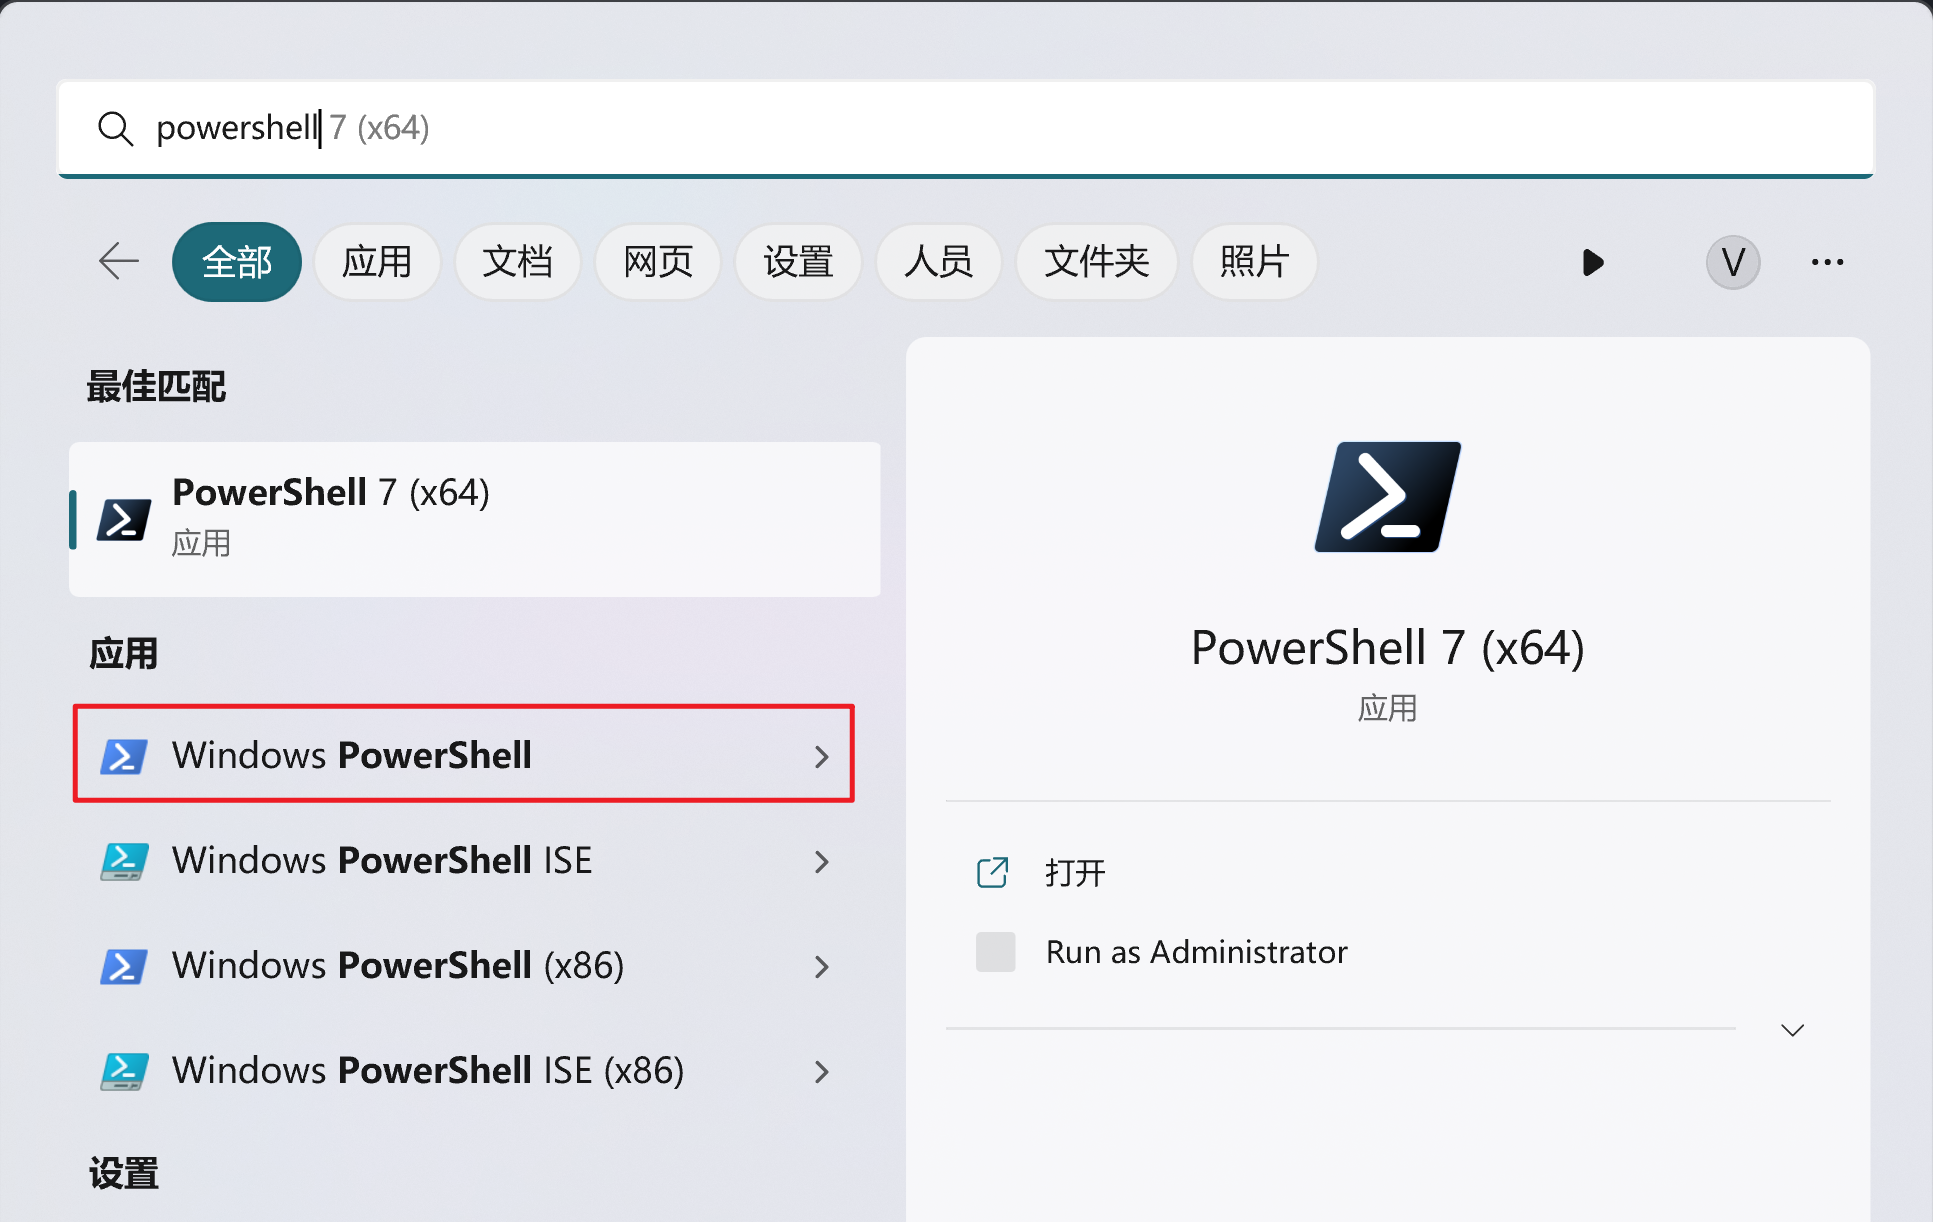 powershell 7 (x64)
全部 应用 文档 网页 设置 人员 文件夹 照片 V
最佳匹配
PowerShell 7 (x64)
应用
应用
Windows PowerShell
Windows PowerShell ISE
Windows PowerShell (x86)
Windows PowerShell ISE (x86)
设置
PowerShell 7 (x64)
应用
打开
Run as Administrator